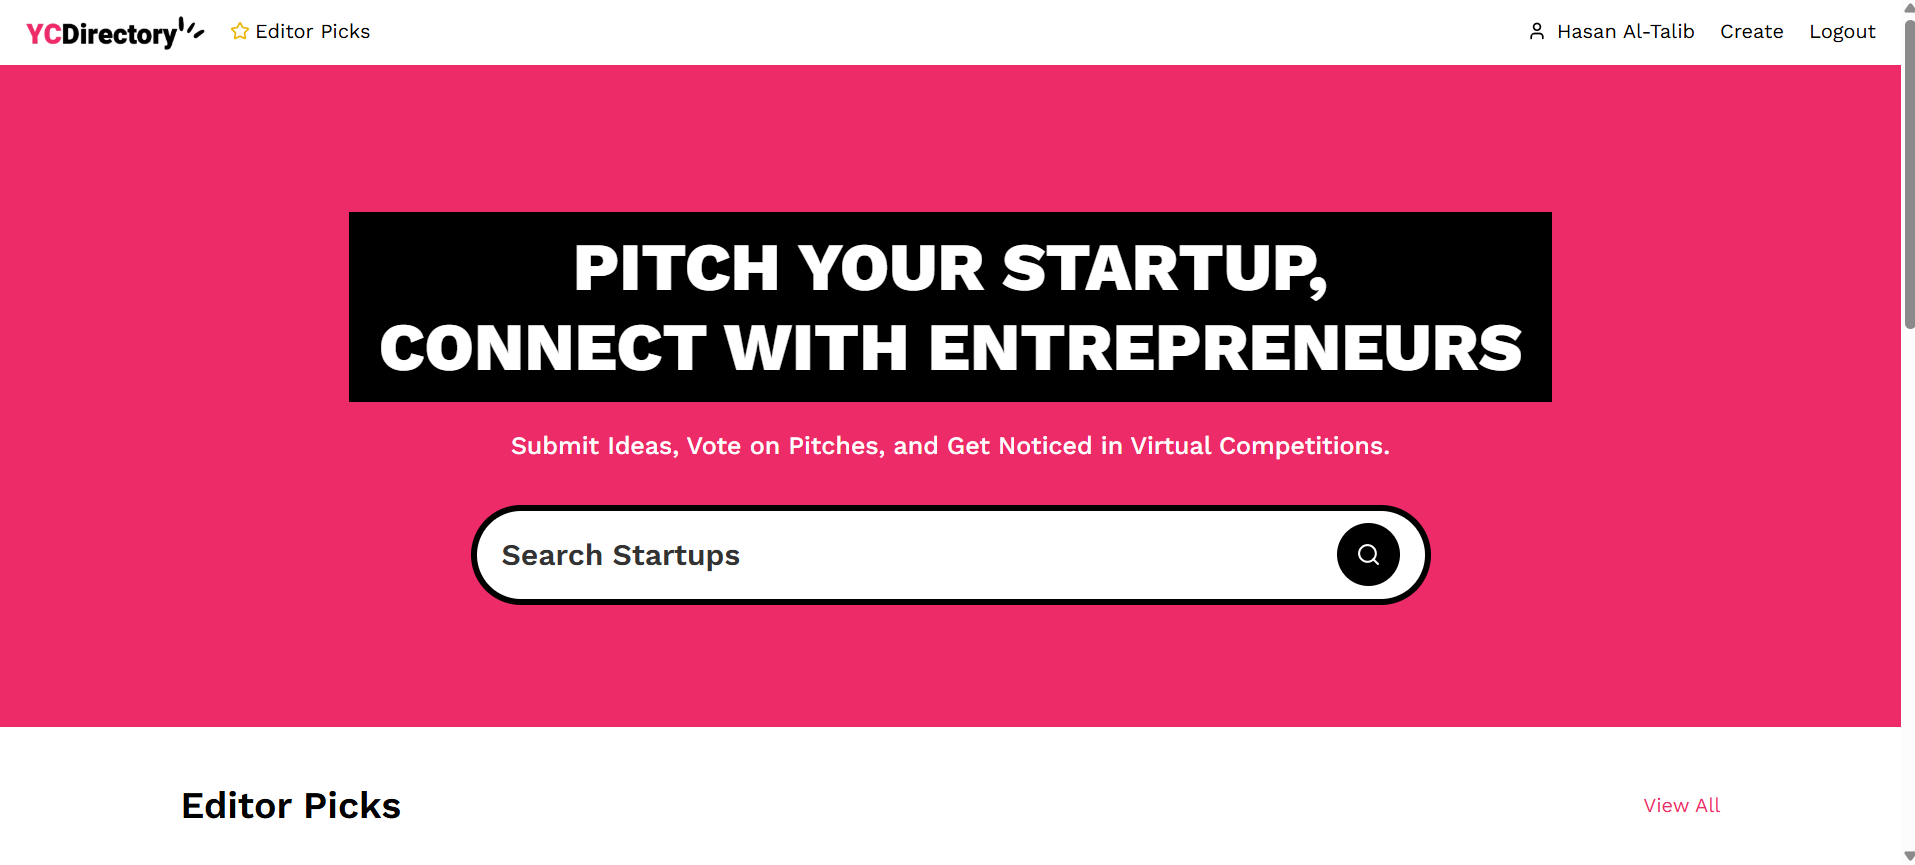 YCDirectory
Editor Picks
Hasan Al-Talib
Create
Logout
PITCH YOUR STARTUP,
CONNECT WITH ENTREPRENEURS
Submit Ideas, Vote on Pitches, and Get Noticed in Virtual Competitions.
Search Startups
Editor Picks
View All